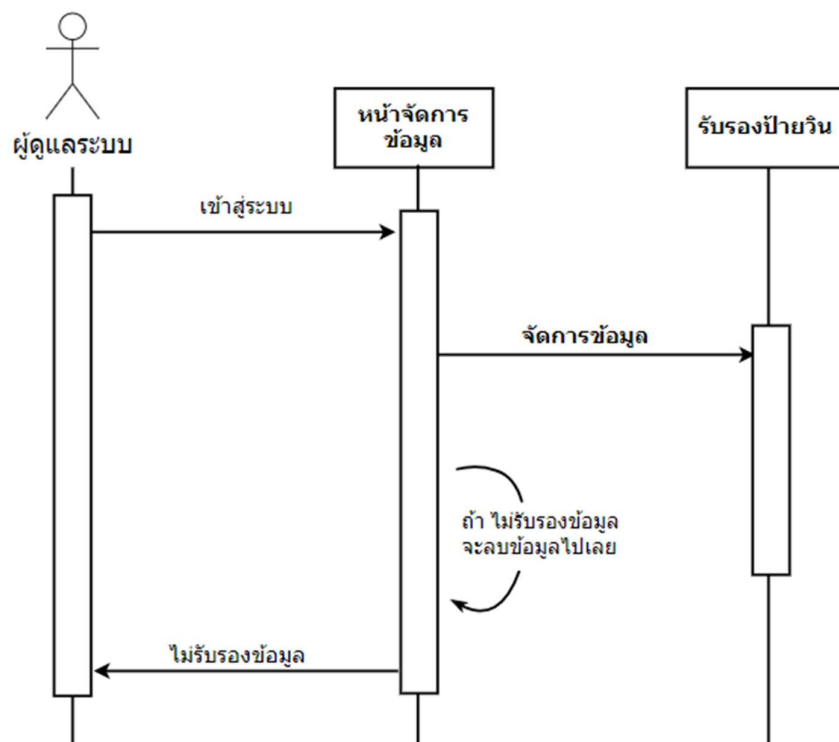 ผู้ดูแลระบบ
หน้าจัดการ
ข้อมูล
รับรองป้ายวิน
เข้าสู่ระบบ
จัดการข้อมูล
ถ้า ไม่รับรองข้อมูล
จะลบข้อมูลไปเลย
ไม่รับรองข้อมูล